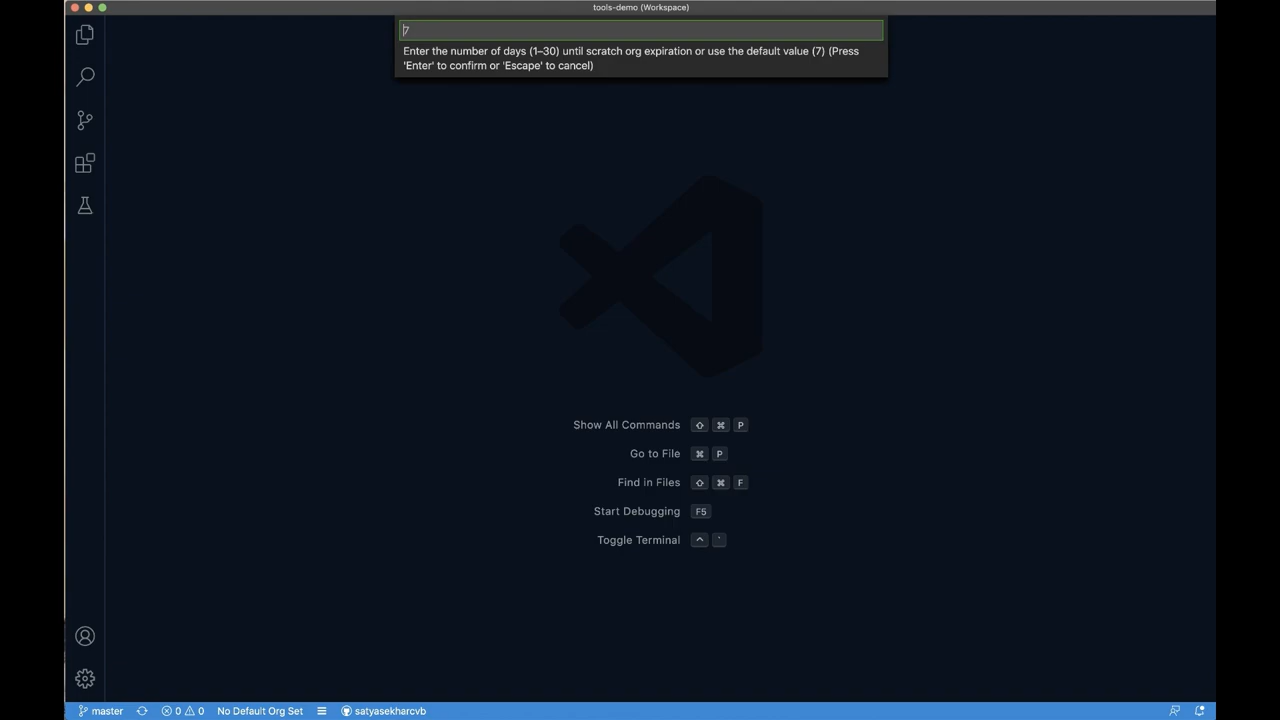 tools-demo (Workspace)
7
Enter the number of days (1–30) until scratch org expiration or use the default value (7) (Press
'Enter' to confirm or 'Escape' to cancel)
Show All Commands ⇧ ⌘ P
Go to File ⌘ P
Find in Files ⇧ ⌘ F
Start Debugging F5
Toggle Terminal ^ `
master 0 0 No Default Org Set satyasekharcvb